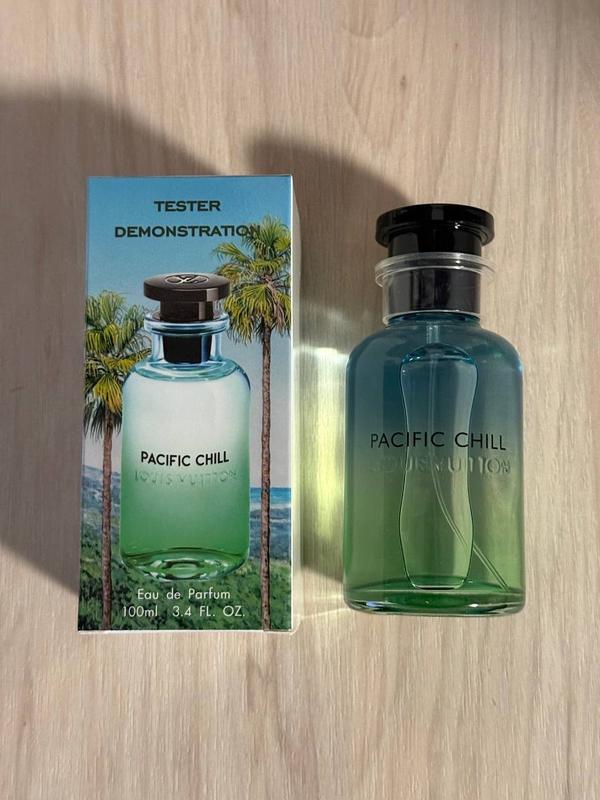 TESTER
DEMONSTRATION
PACIFIC CHILL
LOUIS VUITTON
Eau de Parfum
100ml 3.4 FL. OZ.
PACIFIC CHILL
LOUIS VUITTON